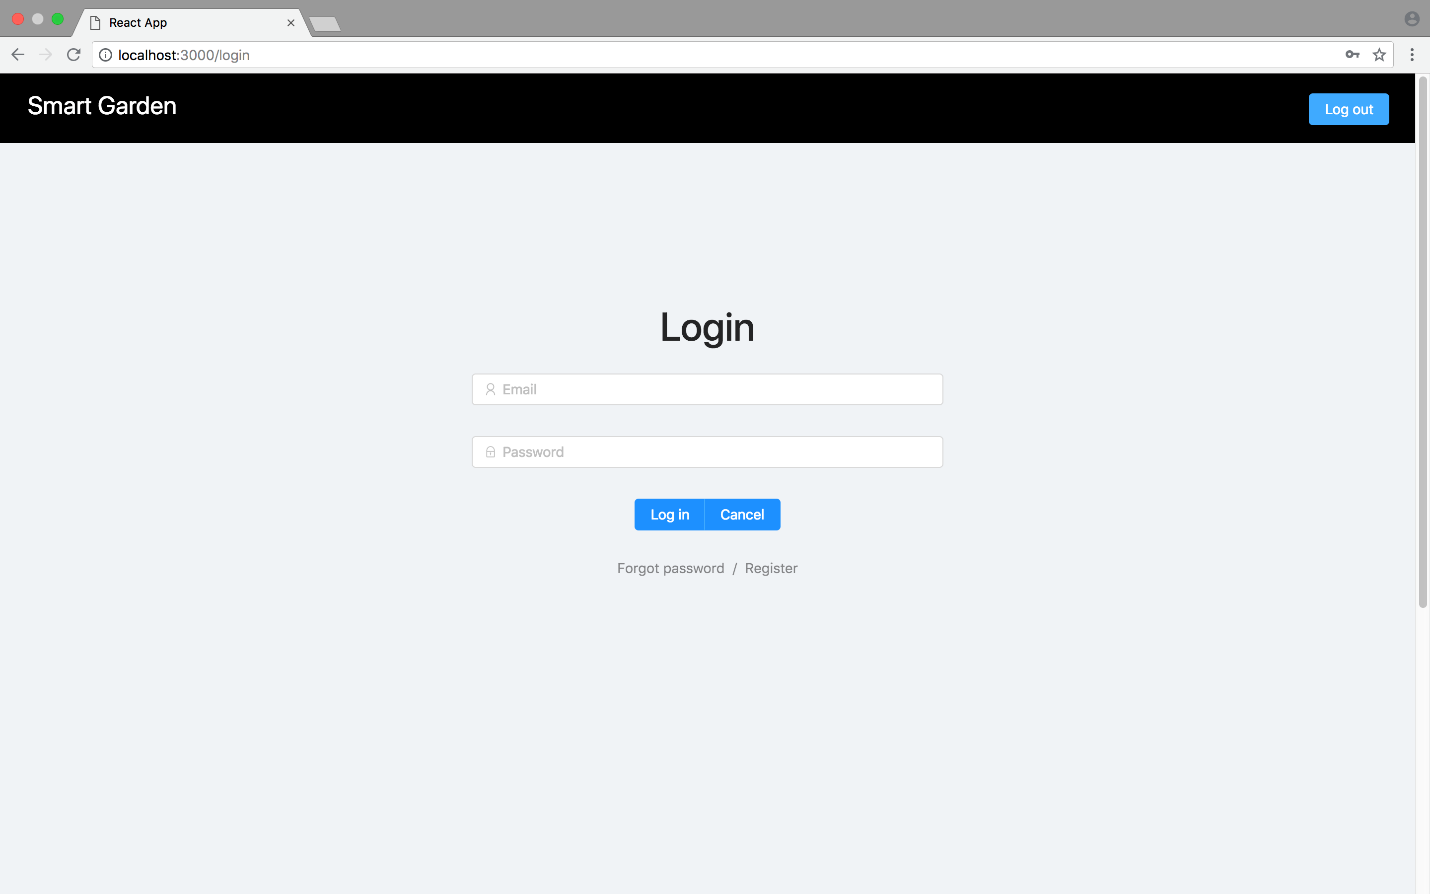 React App
localhost:3000/login
Smart Garden
Log out
Login
Email
Password
Log in Cancel
Forgot password / Register